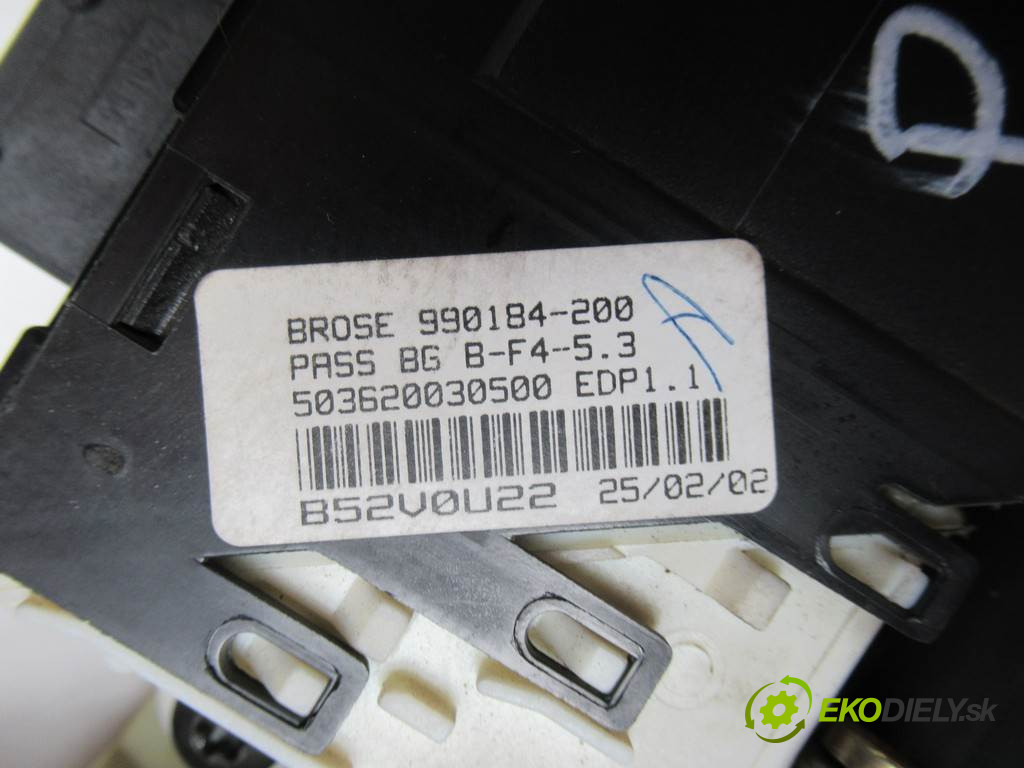 BROSE 990184-200
PASS BG B-F4-5.3
503620030500 EDP1.1
B52V0U22 25/02/02
EKODIELY.sk